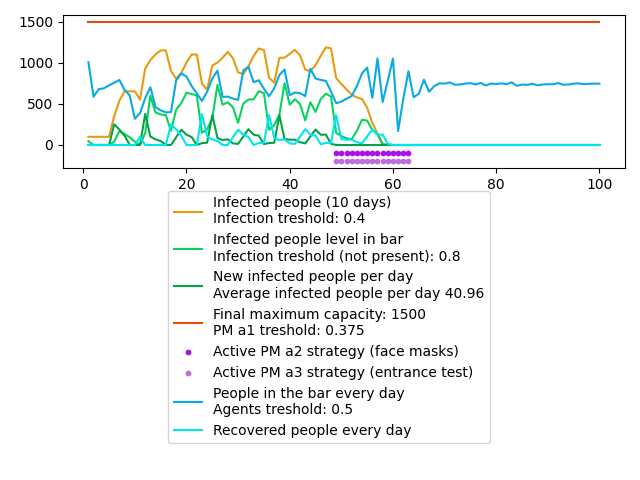 1500
1000
500
0
0 20 40 60 80 100
Infected people (10 days)
Infection treshold: 0.4
Infected people level in bar
Infection treshold (not present): 0.8
New infected people per day
Average infected people per day 40.96
Final maximum capacity: 1500
PM a1 treshold: 0.375
Active PM a2 strategy (face masks)
Active PM a3 strategy (entrance test)
People in the bar every day
Agents treshold: 0.5
Recovered people every day